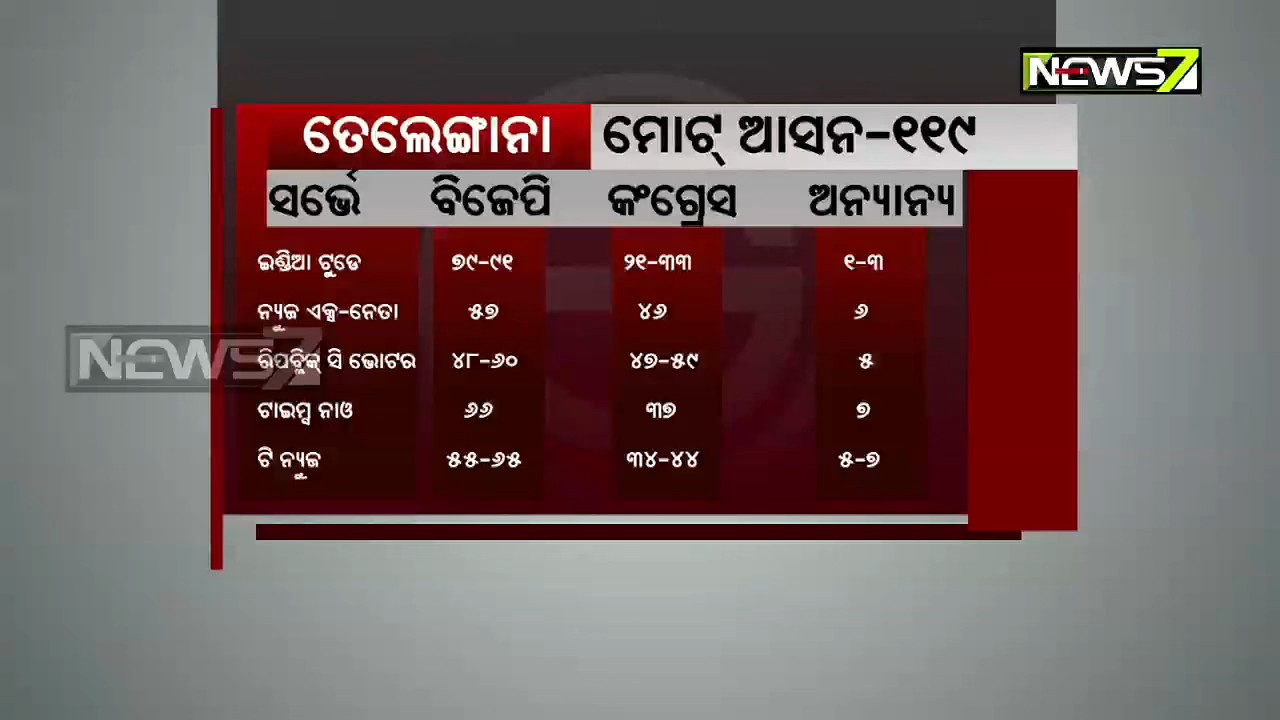 NEWS7
ତେଲେଙ୍ଗାନା ମୋଟ୍ ଆସନ-୧୧୯
ସର୍ଭେ ବିଜେପି କଂଗ୍ରେସ ଅନ୍ୟାନ୍ୟ
ଇଣ୍ଡିଆ ଟୁଡେ ୭୯-୯୧ ୨୧-୩୩ ୧-୩
ନ୍ୟୁଜ ଏକ୍ସ-ନେତା ୫୭ ୪୬ ୬
NEWS7
ରିପବ୍ଲିକ୍ ସି ଭୋଟର ୪୮-୬୦ ୪୭-୫୯ ୫
ଟାଇମ୍ସ ନାଓ ୬୬ ୩୭ ୭
ଟି ନ୍ୟୁଜ ୫୫-୬୫ ୩୪-୪୪ ୫-୭